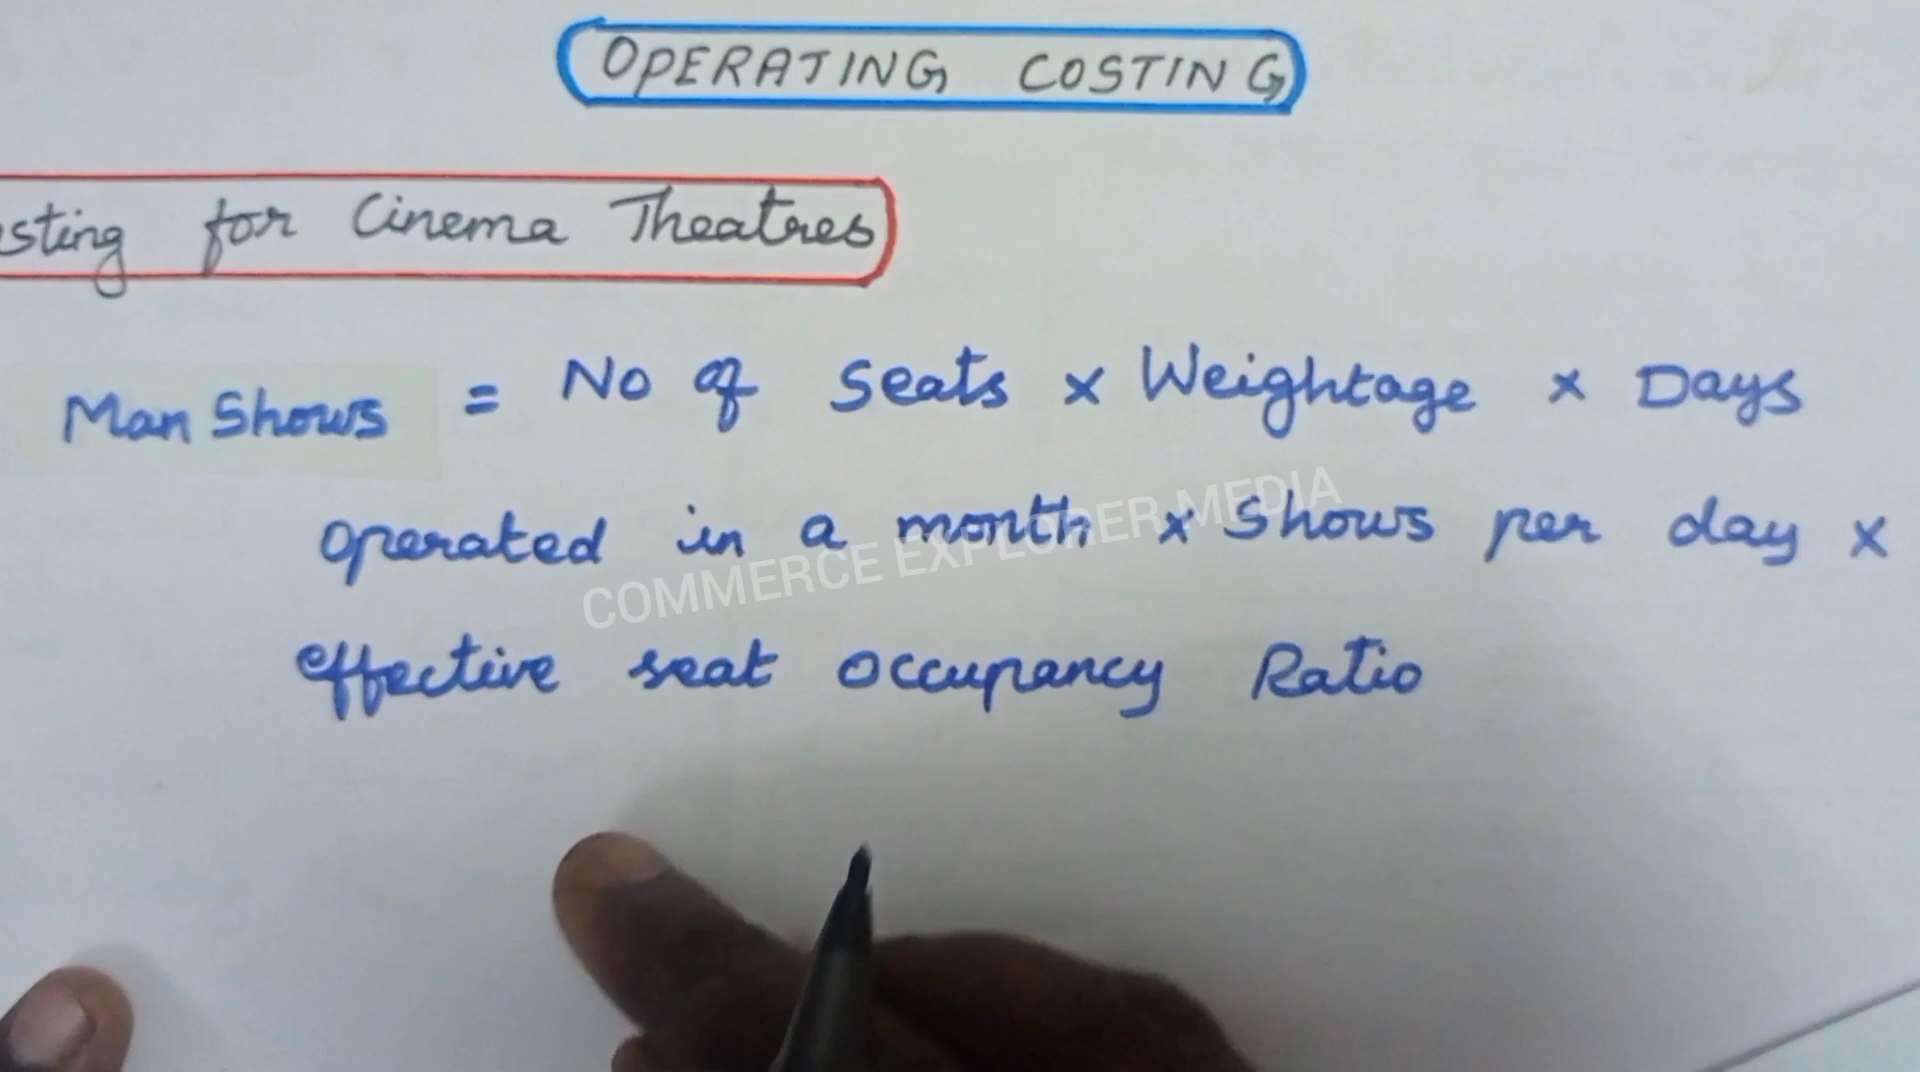 OPERATING COSTING
for Cinema Theatres
Man Shows = No of seats x Weightage x Days
operated in a month x shows per day x
effective seat occupancy Ratio
COMMERCE EXPLORER MEDIA